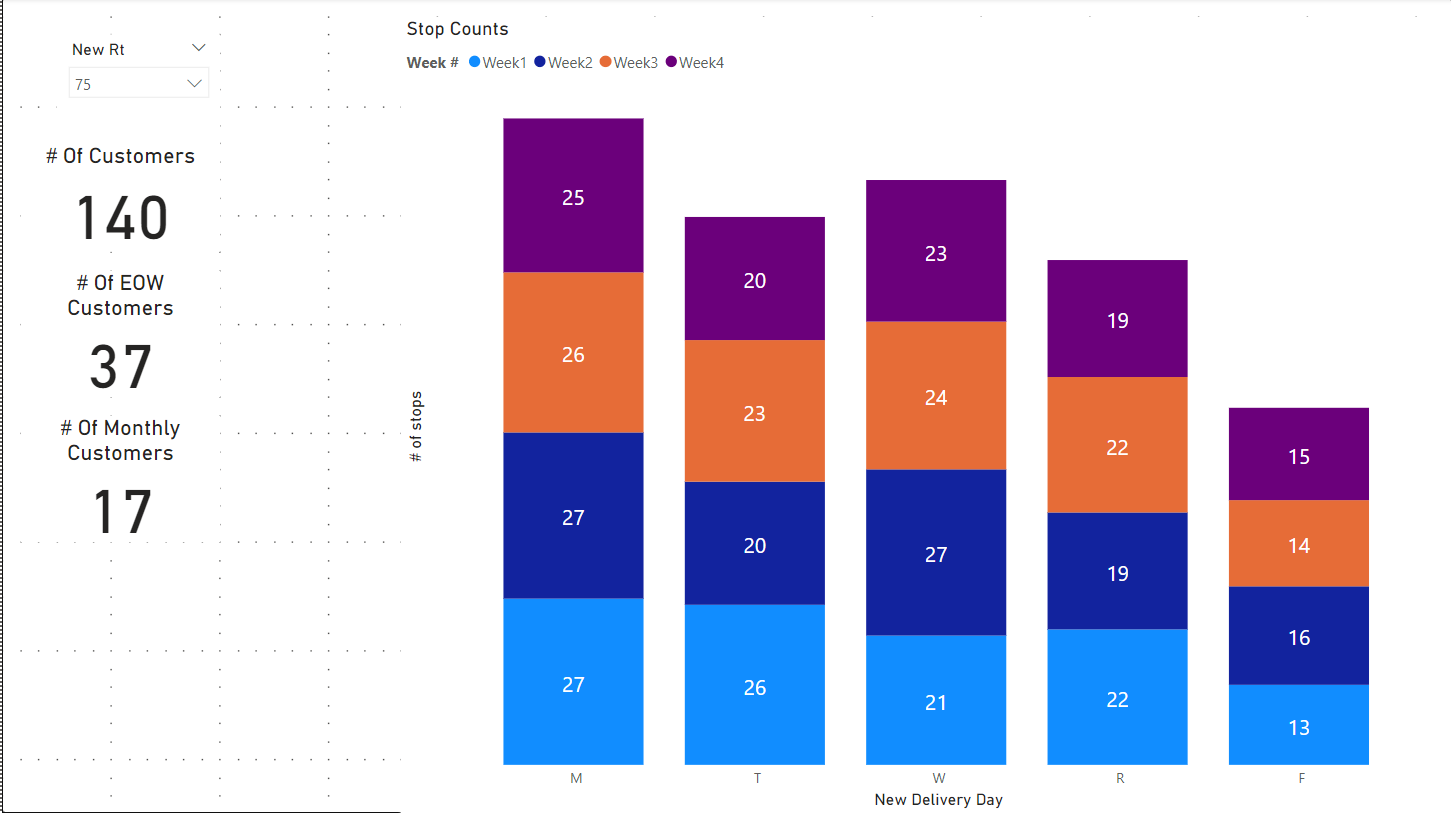 New Rt
75
# Of Customers
140
# Of EOW
Customers
37
# Of Monthly
Customers
17
Stop Counts
Week # Week1 Week2 Week3 Week4
# of stops
25
26
27
27
20
23
20
26
23
24
27
21
19
22
19
22
15
14
16
13
M T W R F
New Delivery Day